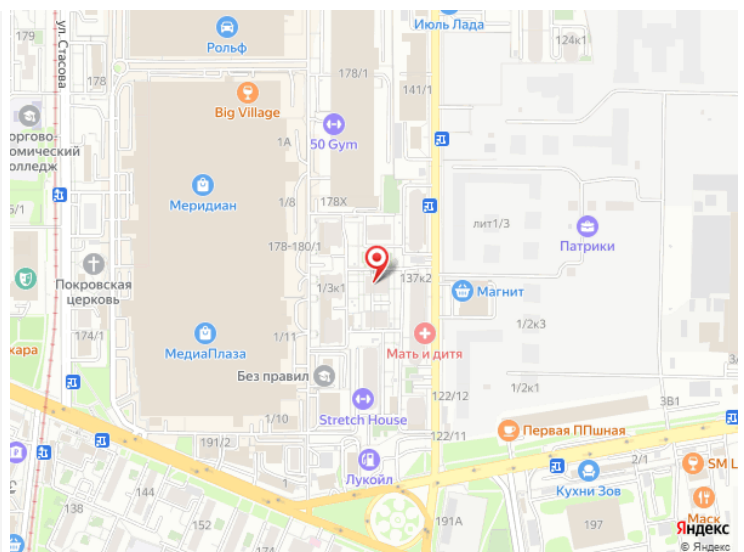 179
ул. Стасова
178
Рольф
Июль Лада
124к1
178/1
141/1
Big Village
50 Gym
оргово-
омический
олледж
1А
5/1
Меридиан
1/8
178Х
лит1/3
Патрики
178-180/1
Покровская
церковь
1/3к1
137к2
Магнит
174/1
кара
МедиаПлаза
1/11
1/2к3
Мать и дитя
Без правил
122/12
1/2к1
3В1
1/10
Stretch House
Первая ППшная
191/2
122/11
Лукойл
2/1
SM L
Кухни Зов
144
138
142
152
191А
197
Маск
Яндекс
© Яндекс